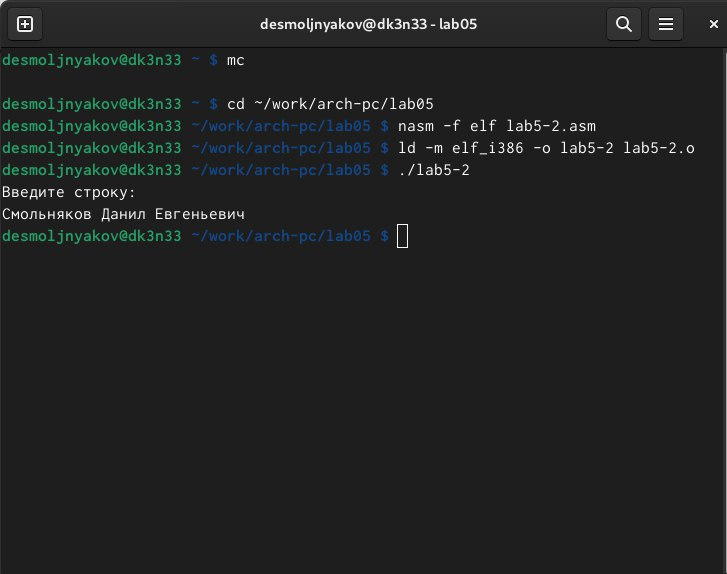 desmoljnyakov@dk3n33 - lab05
desmoljnyakov@dk3n33 ~ $ mc
desmoljnyakov@dk3n33 ~ $ cd ~/work/arch-pc/lab05
desmoljnyakov@dk3n33 ~/work/arch-pc/lab05 $ nasm -f elf lab5-2.asm
desmoljnyakov@dk3n33 ~/work/arch-pc/lab05 $ ld -m elf_i386 -o lab5-2 lab5-2.o
desmoljnyakov@dk3n33 ~/work/arch-pc/lab05 $ ./lab5-2
Введите строку:
Смольняков Данил Евгеньевич
desmoljnyakov@dk3n33 ~/work/arch-pc/lab05 $